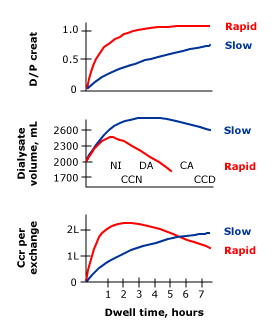 D/P creat
1.0
0.5
0
Rapid
Slow
Dialysate
volume, mL
2600
2300
2000
1700
NI DA CA
CCN CCD
Slow
Rapid
Ccr per
exchange
2L
1L
0
Slow
Rapid
1 2 3 4 5 6 7
Dwell time, hours